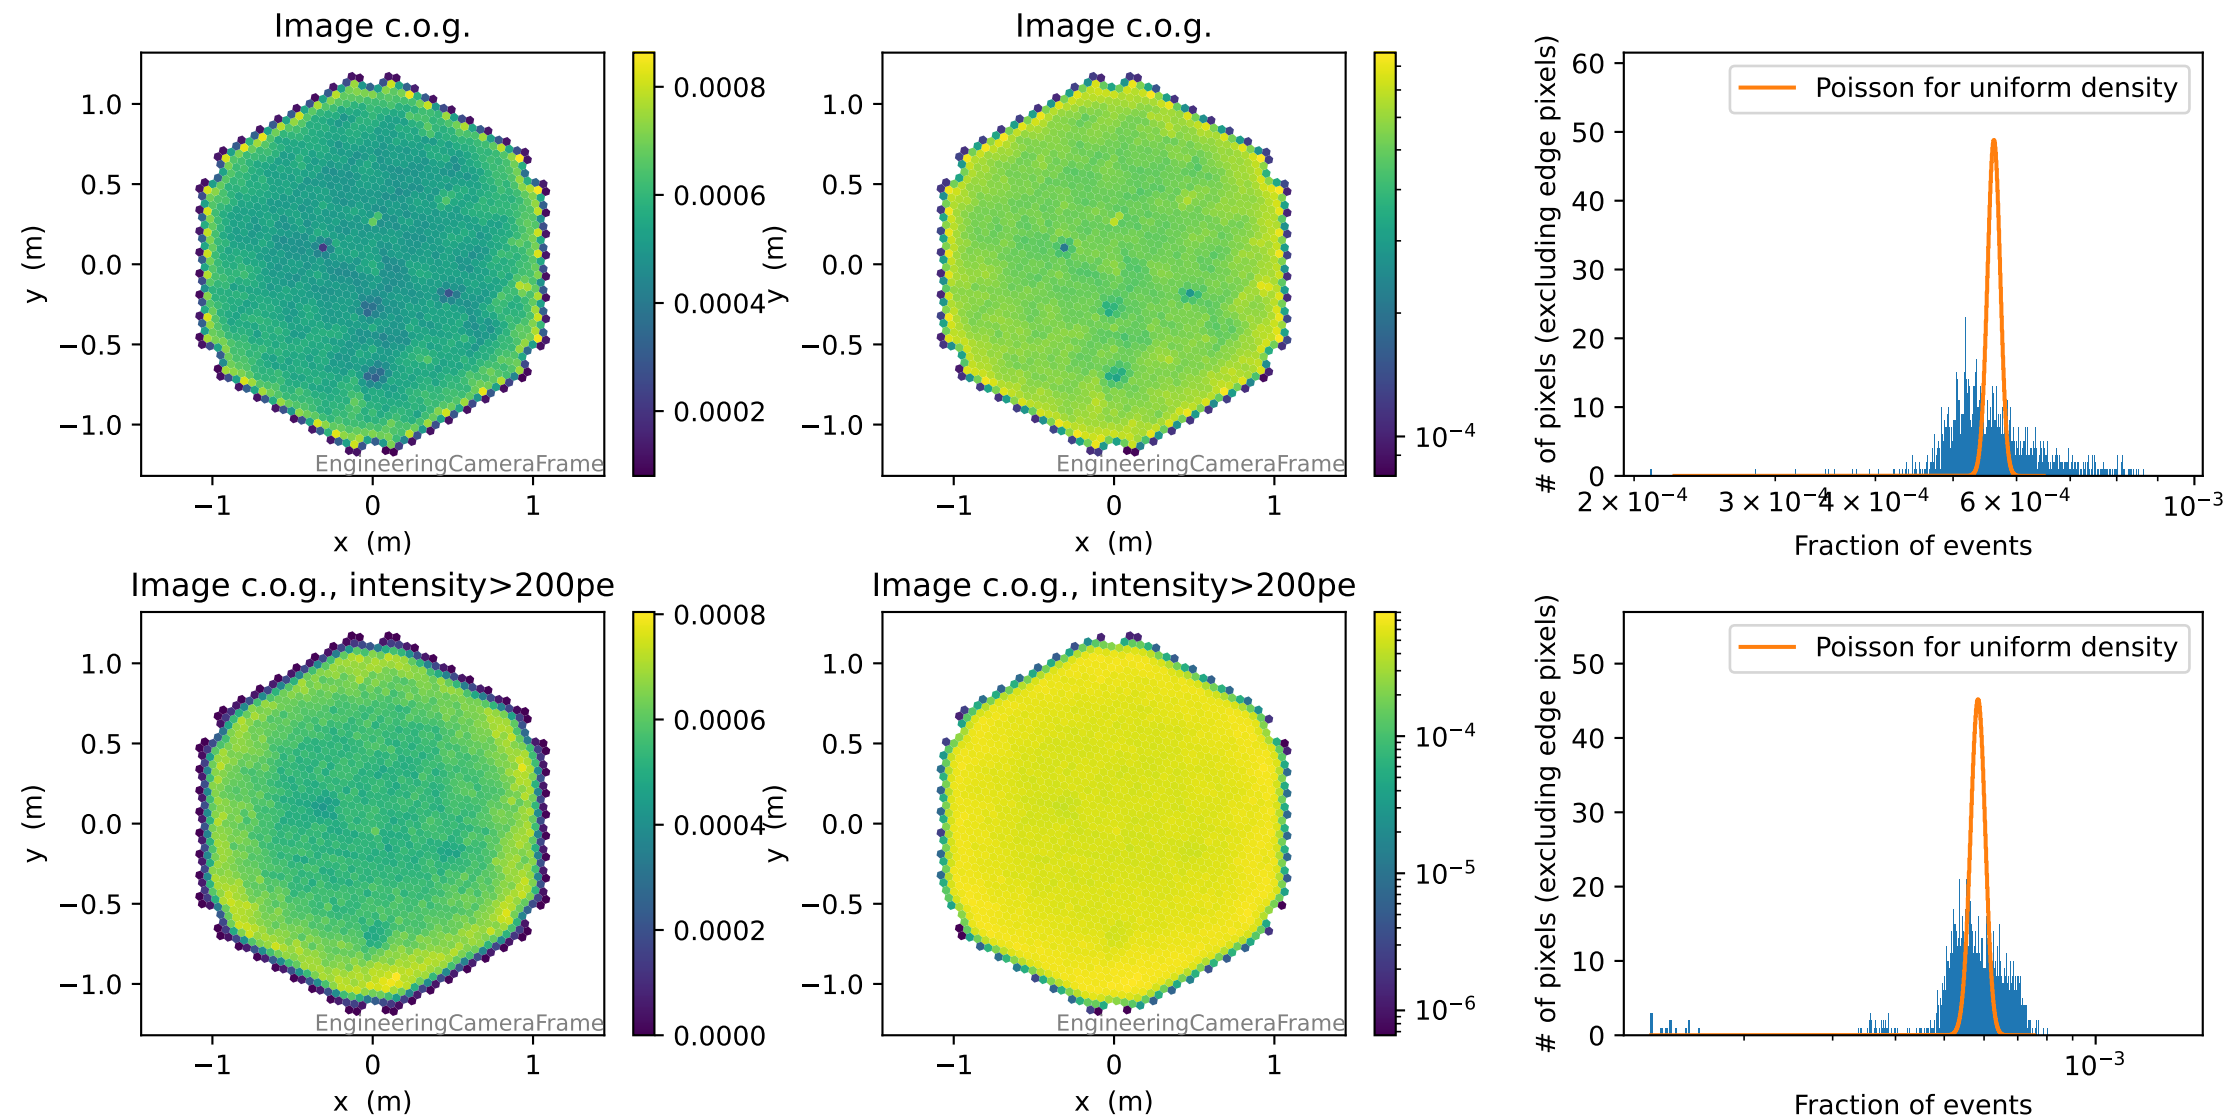 Image c.o.g.
1.0
0.5
0.0
−0.5
−1.0
y (m)
−1 0 1
x (m)
EngineeringCameraFrame
0.0008
0.0006
0.0004
0.0002
Image c.o.g.
1.0
0.5
0.0
−0.5
−1.0
y (m)
−1 0 1
x (m)
EngineeringCameraFrame
10⁻⁴
60
50
40
30
20
10
0
# of pixels (excluding edge pixels)
Poisson for uniform density
2 × 10⁻⁴ 3 × 10⁻⁴ 4 × 10⁻⁴ 6 × 10⁻⁴ 10⁻³
Fraction of events
Image c.o.g., intensity>200pe
1.0
0.5
0.0
−0.5
−1.0
y (m)
−1 0 1
x (m)
EngineeringCameraFrame
0.0008
0.0006
0.0004
0.0002
0.0000
Image c.o.g., intensity>200pe
1.0
0.5
0.0
−0.5
−1.0
y (m)
−1 0 1
x (m)
EngineeringCameraFrame
10⁻⁴
10⁻⁵
10⁻⁶
50
40
30
20
10
0
# of pixels (excluding edge pixels)
Poisson for uniform density
10⁻³
Fraction of events